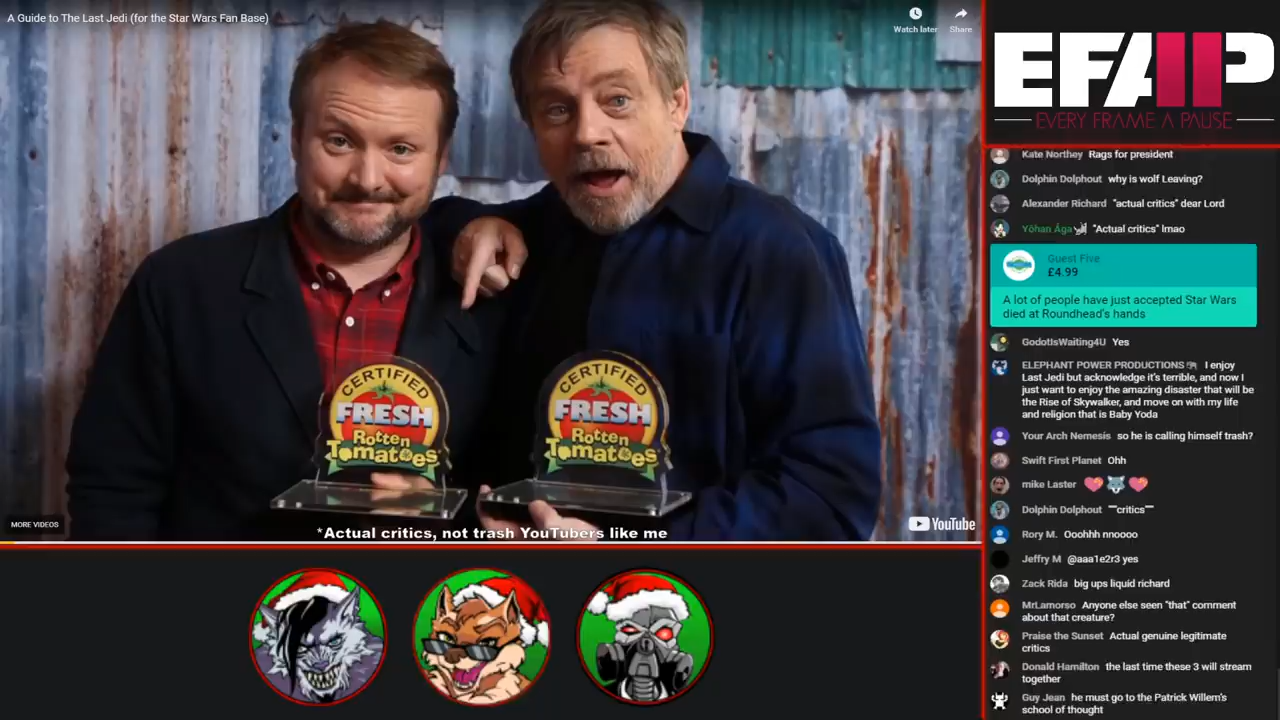 A Guide to The Last Jedi (for the Star Wars Fan Base)
Watch later
Share
CERTIFIED
FRESH
Rotten
Tomatoes
CERTIFIED
FRESH
Rotten
Tomatoes
MORE VIDEOS
YouTube
*Actual critics, not trash YouTubers like me
EFAP
EVERY FRAME A PAUSE
Kate Northey Rags for president
Dolphin Dolphout why is wolf Leaving?
Alexander Richard "actual critics" dear Lord
Yöhan Ága "Actual critics" lmao
Guest Five
£4.99
A lot of people have just accepted Star Wars
died at Roundhead's hands
GodotIsWaiting4U Yes
ELEPHANT POWER PRODUCTIONS I enjoy
Last Jedi but acknowledge it's terrible, and now I
just want to enjoy the amazing disaster that will be
the Rise of Skywalker, and move on with my life
and religion that is Baby Yoda
Your Arch Nemesis so he is calling himself trash?
Swift First Planet Ohh
mike Laster 💖🐺💖
Dolphin Dolphout """critics"""
Rory M. Ooohhh nnoooo
Jeffry M @aaa1e2r3 yes
Zack Rida big ups liquid richard
MrLamorso Anyone else seen "that" comment
about that creature?
Praise the Sunset Actual genuine legitimate
critics
Donald Hamilton the last time these 3 will stream
together
Guy Jean he must go to the Patrick Willem's
school of thought